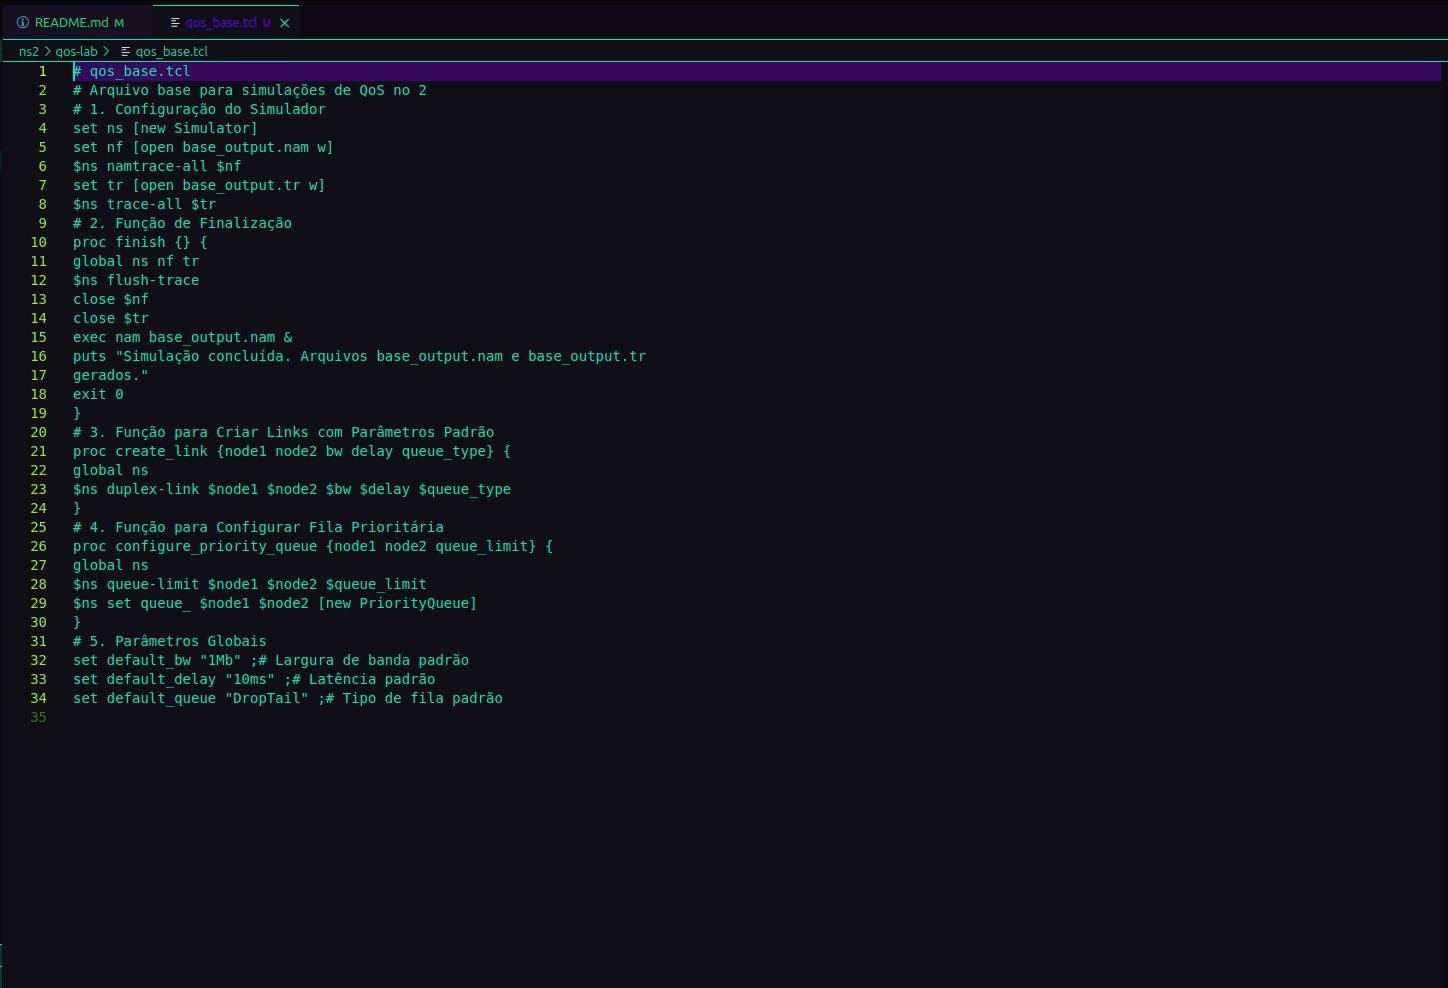 README.md M
qos_base.tcl U
ns2 > qos-lab > qos_base.tcl
1 # qos_base.tcl
2 # Arquivo base para simulações de QoS no 2
3 # 1. Configuração do Simulador
4 set ns [new Simulator]
5 set nf [open base_output.nam w]
6 $ns namtrace-all $nf
7 set tr [open base_output.tr w]
8 $ns trace-all $tr
9 # 2. Função de Finalização
10 proc finish {} {
11 global ns nf tr
12 $ns flush-trace
13 close $nf
14 close $tr
15 exec nam base_output.nam &
16 puts "Simulação concluída. Arquivos base_output.nam e base_output.tr
17 gerados."
18 exit 0
19 }
20 # 3. Função para Criar Links com Parâmetros Padrão
21 proc create_link {node1 node2 bw delay queue_type} {
22 global ns
23 $ns duplex-link $node1 $node2 $bw $delay $queue_type
24 }
25 # 4. Função para Configurar Fila Prioritária
26 proc configure_priority_queue {node1 node2 queue_limit} {
27 global ns
28 $ns queue-limit $node1 $node2 $queue_limit
29 $ns set queue_ $node1 $node2 [new PriorityQueue]
30 }
31 # 5. Parâmetros Globais
32 set default_bw "1Mb" ;# Largura de banda padrão
33 set default_delay "10ms" ;# Latência padrão
34 set default_queue "DropTail" ;# Tipo de fila padrão
35